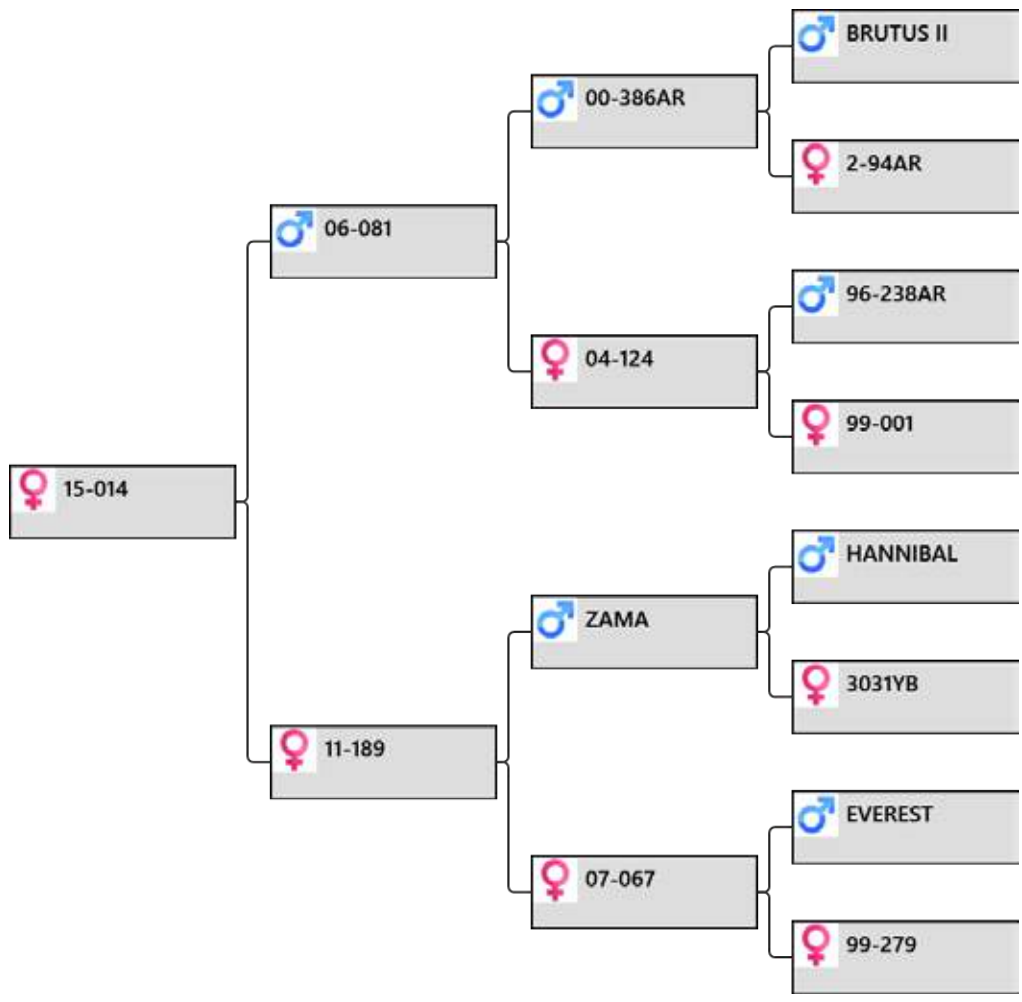 BRUTUS II
00-386AR
2-94AR
06-081
96-238AR
04-124
99-001
15-014
HANNIBAL
ZAMA
3031YB
11-189
EVEREST
07-067
99-279